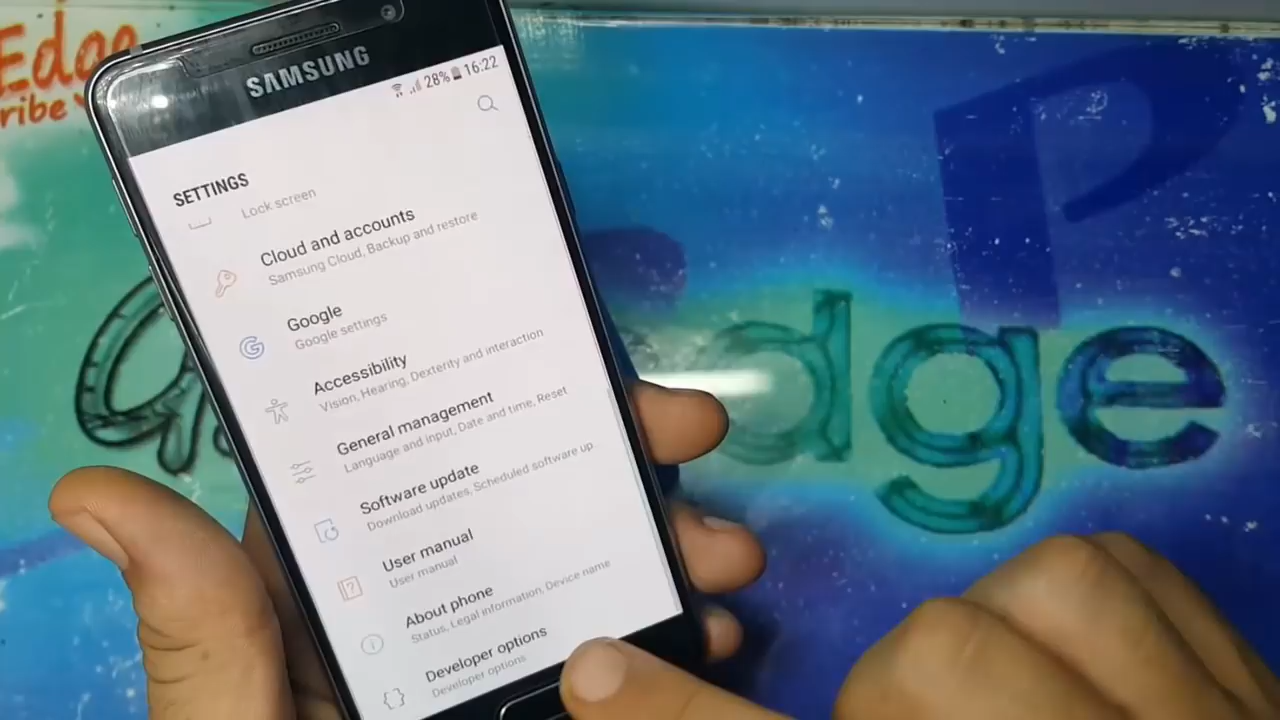 Edge
ribe
SAMSUNG
28% 16:22
SETTINGS
Lock screen
Cloud and accounts
Samsung Cloud, Backup and restore
Google
Google settings
Accessibility
Vision, Hearing, Dexterity and interaction
General management
Language and input, Date and time, Reset
Software update
Download updates, Scheduled software up
User manual
User manual
About phone
Status, Legal information, Device name
Developer options
Developer options
dge